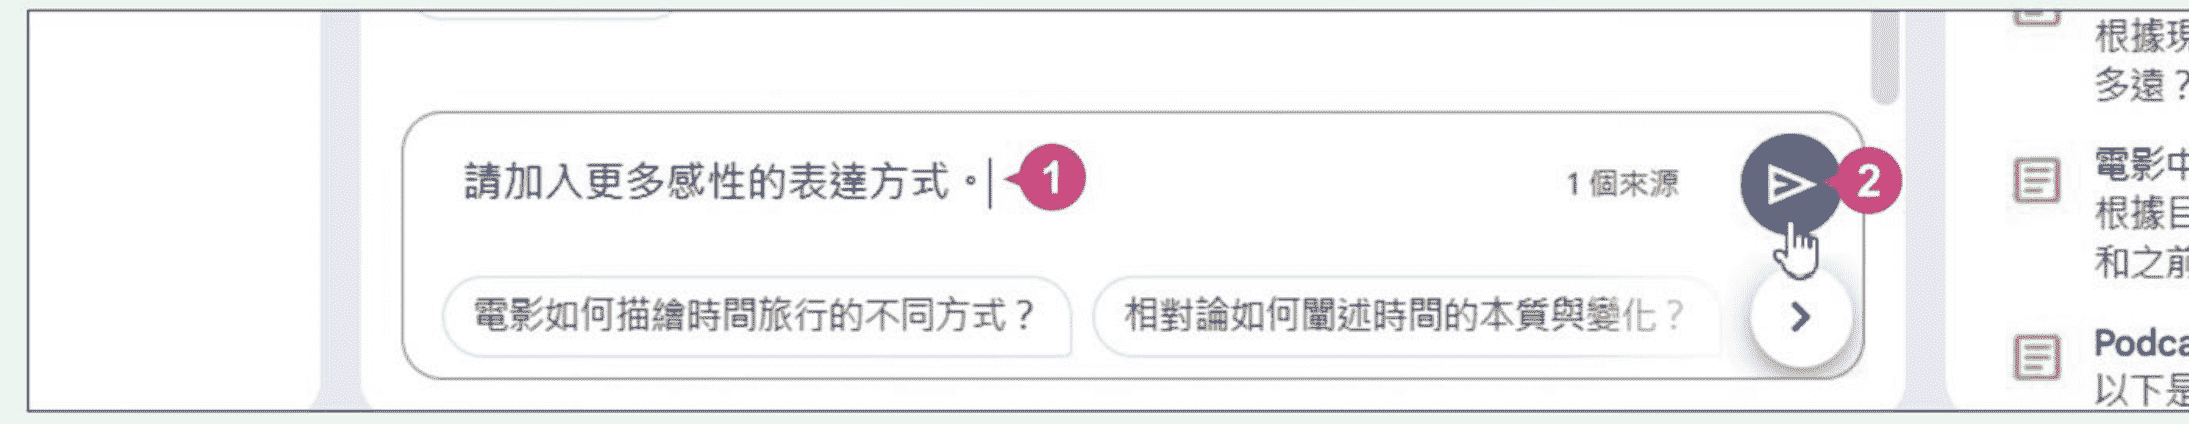 請加入更多感性的表達方式。
1
1 個來源
2
電影如何描繪時間旅行的不同方式？
相對論如何闡述時間的本質與變化？
根據現
多遠？
電影中
根據目
和之前
Podca
以下是